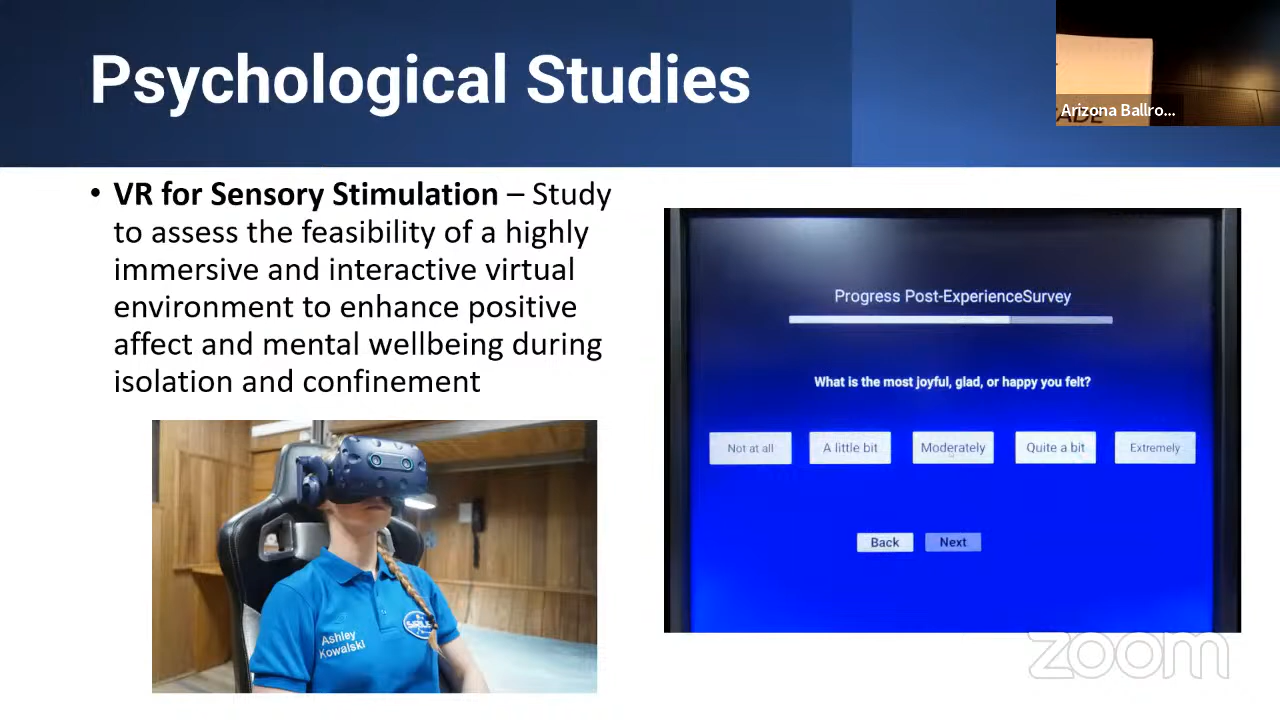 Psychological Studies
Arizona Ballro...
• VR for Sensory Stimulation – Study
to assess the feasibility of a highly
immersive and interactive virtual
environment to enhance positive
affect and mental wellbeing during
isolation and confinement
Progress Post-ExperienceSurvey
What is the most joyful, glad, or happy you felt?
Not at all A little bit Moderately Quite a bit Extremely
Back Next
Ashley
Kowalski
SIRIUS
zoom